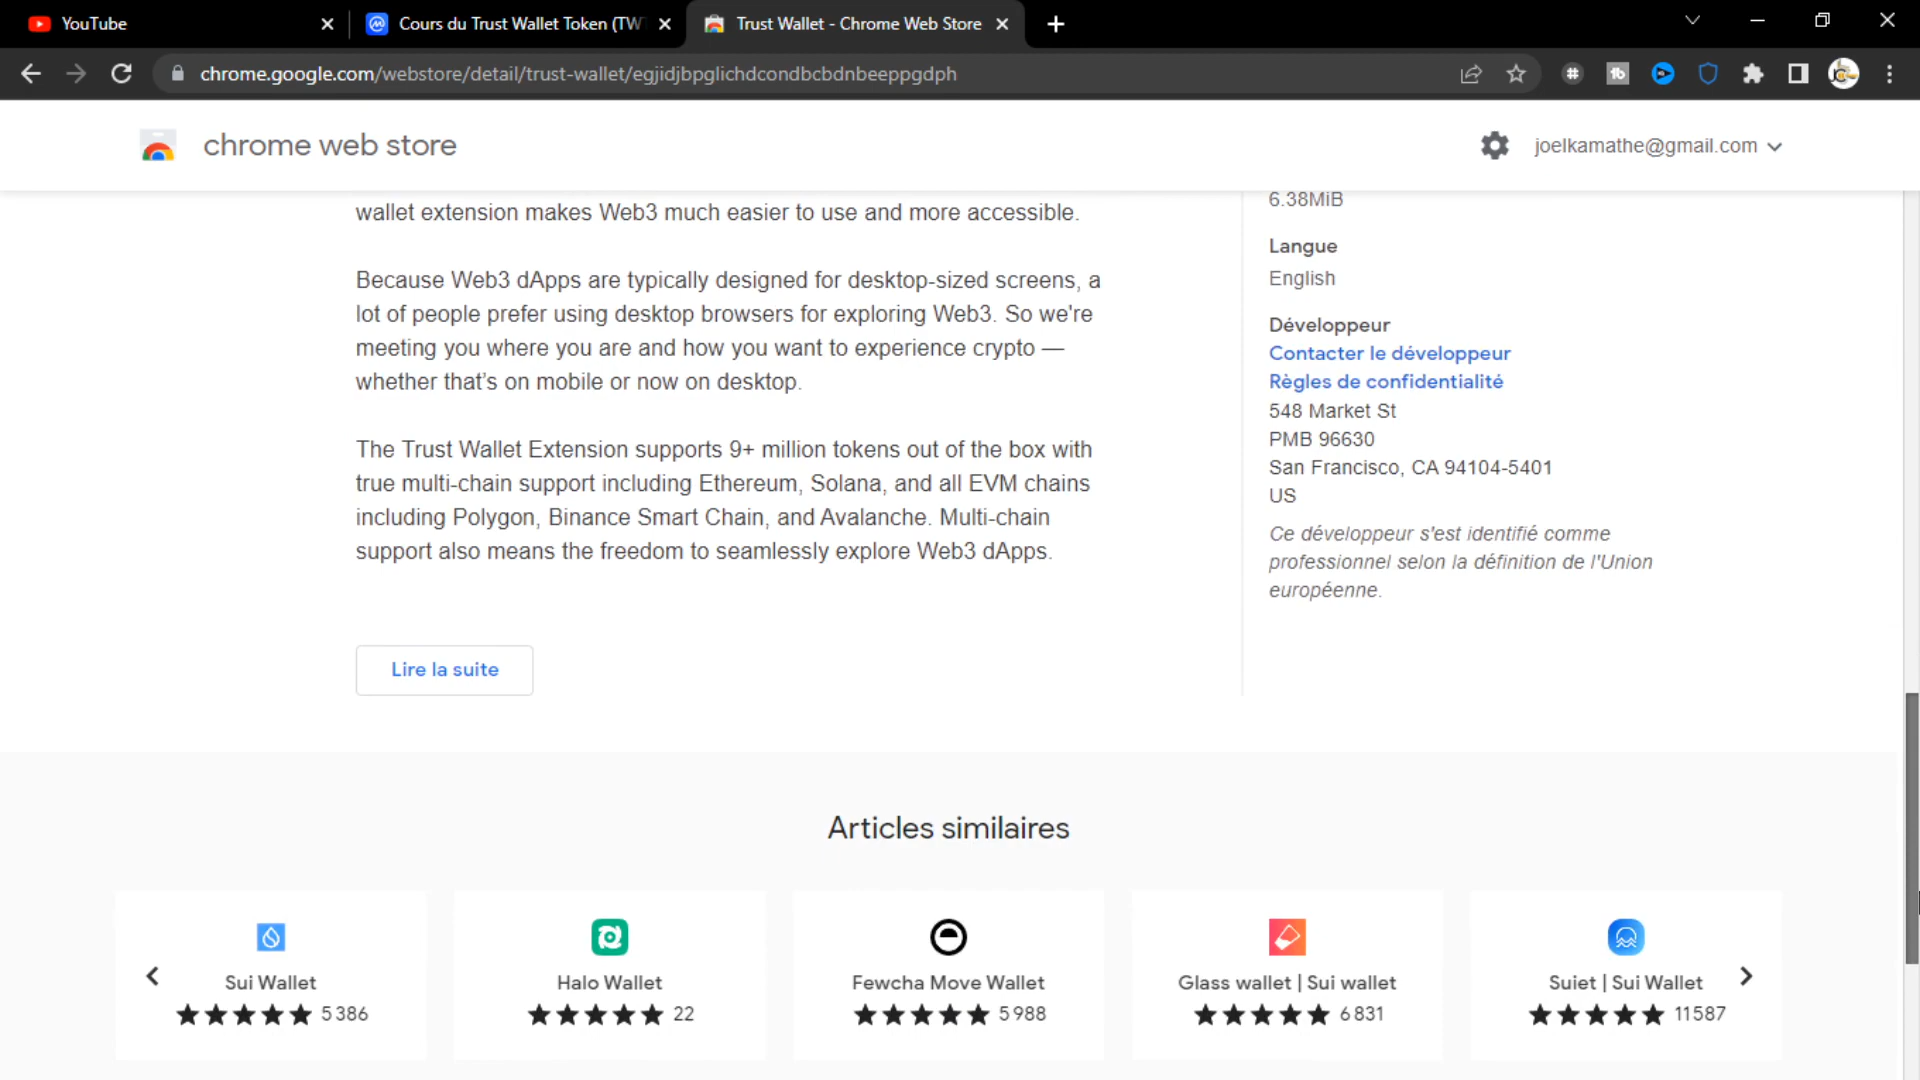 YouTube
Cours du Trust Wallet Token (TW
Trust Wallet - Chrome Web Store
chrome.google.com/webstore/detail/trust-wallet/egjidjbpglichdcondbcbdnbeeppgdph
chrome web store
joelkamathe@gmail.com
wallet extension makes Web3 much easier to use and more accessible.
Because Web3 dApps are typically designed for desktop-sized screens, a
lot of people prefer using desktop browsers for exploring Web3. So we're
meeting you where you are and how you want to experience crypto —
whether that’s on mobile or now on desktop.
The Trust Wallet Extension supports 9+ million tokens out of the box with
true multi-chain support including Ethereum, Solana, and all EVM chains
including Polygon, Binance Smart Chain, and Avalanche. Multi-chain
support also means the freedom to seamlessly explore Web3 dApps.
Lire la suite
6.38MiB
Langue
English
Développeur
Contacter le développeur
Règles de confidentialité
548 Market St
PMB 96630
San Francisco, CA 94104-5401
US
Ce développeur s'est identifié comme
professionnel selon la définition de l'Union
européenne.
Articles similaires
Sui Wallet
5 386
Halo Wallet
22
Fewcha Move Wallet
5 988
Glass wallet | Sui wallet
6 831
Suiet | Sui Wallet
11 587